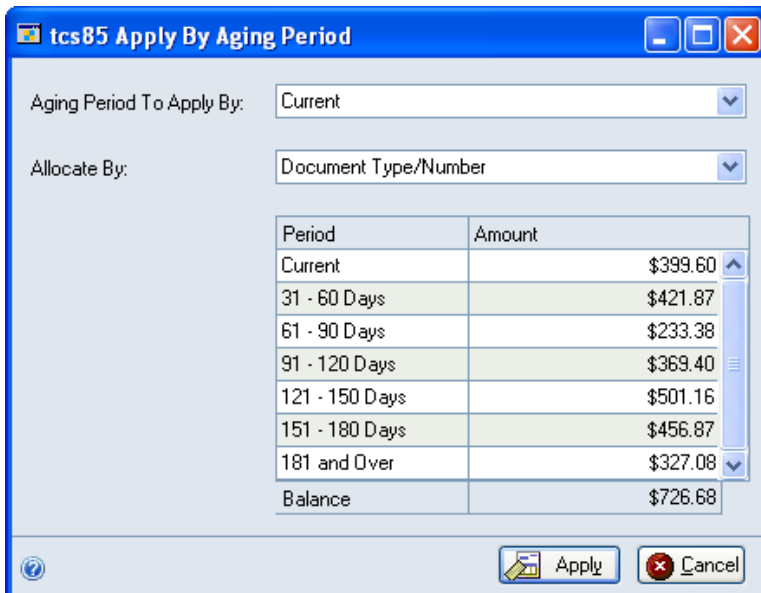 tcs85 Apply By Aging Period
Aging Period To Apply By: Current
Allocate By: Document Type/Number
Period Amount
Current $399.60
31 - 60 Days $421.87
61 - 90 Days $233.38
91 - 120 Days $369.40
121 - 150 Days $501.16
151 - 180 Days $456.87
181 and Over $327.08
Balance $726.68
Apply Cancel